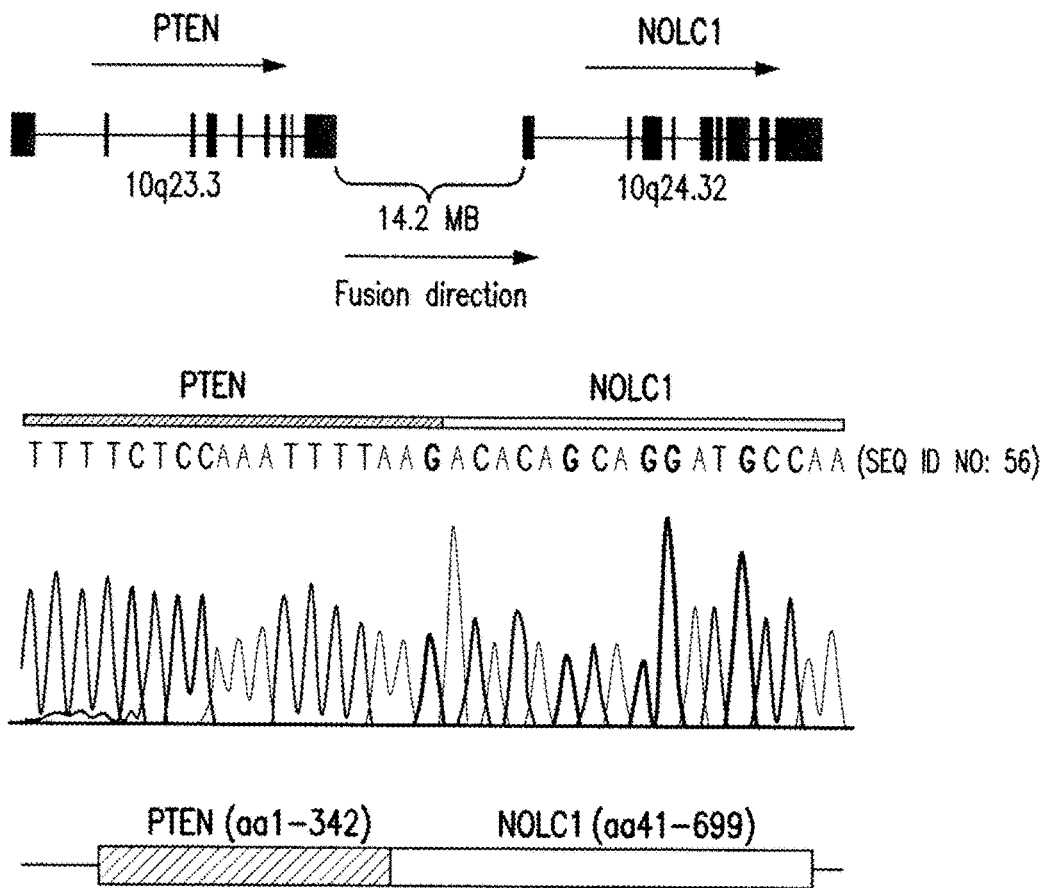 PTEN NOLC1
10q23.3 10q24.32
14.2 MB
Fusion direction
PTEN NOLC1
TTTTCTCCAAATTTTAAGACACAGCAGGATGCCAA (SEQ ID NO: 56)
PTEN (aa1-342) NOLC1 (aa41-699)